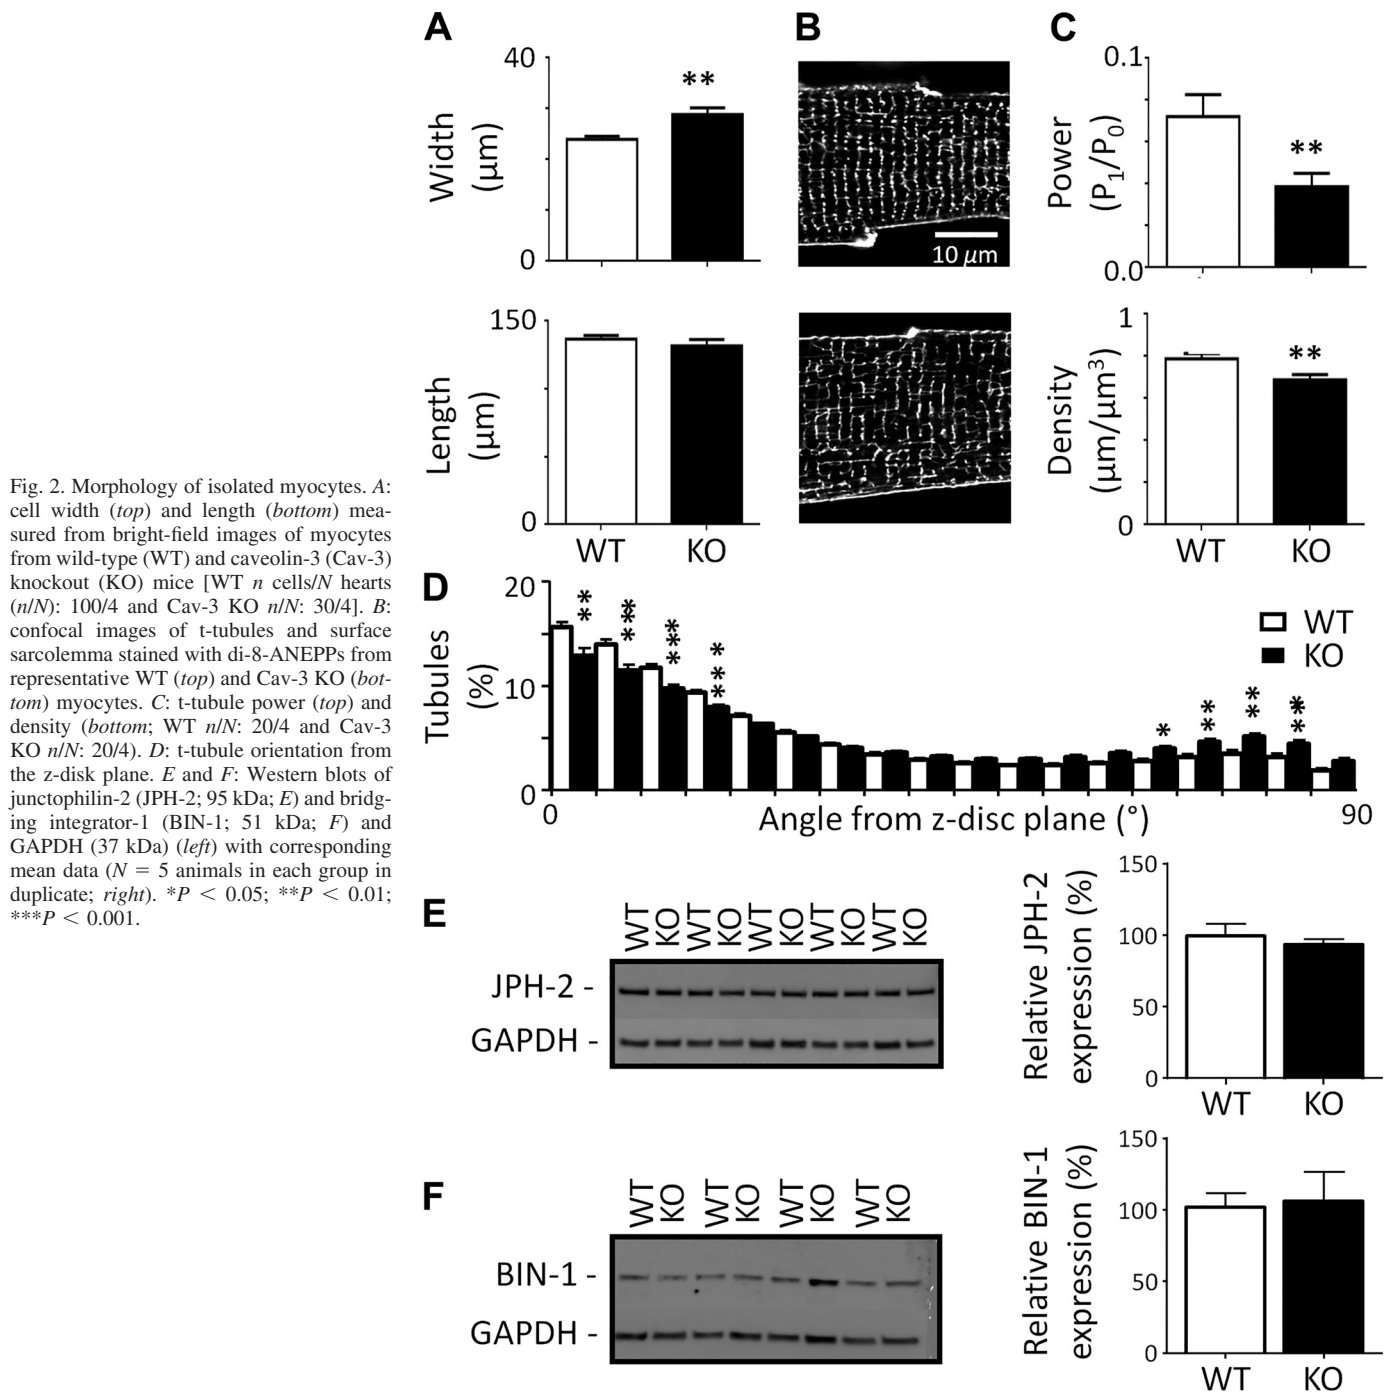 A
B
C
40
**
Width
(μm)
0
10 μm
0.1
Power
(P1/P0)
**
0.0
150
Length
(μm)
0
WT
KO
1
Density
(μm/μm3)
**
0
WT
KO
Fig. 2. Morphology of isolated myocytes. A:
cell width (top) and length (bottom) mea-
sured from bright-field images of myocytes
from wild-type (WT) and caveolin-3 (Cav-3)
knockout (KO) mice [WT n cells/N hearts
(n/N): 100/4 and Cav-3 KO n/N: 30/4]. B:
confocal images of t-tubules and surface
sarcolemma stained with di-8-ANEPPs from
representative WT (top) and Cav-3 KO (bot-
tom) myocytes. C: t-tubule power (top) and
density (bottom; WT n/N: 20/4 and Cav-3
KO n/N: 20/4). D: t-tubule orientation from
the z-disk plane. E and F: Western blots of
junctophilin-2 (JPH-2; 95 kDa; E) and bridg-
ing integrator-1 (BIN-1; 51 kDa; F) and
GAPDH (37 kDa) (left) with corresponding
mean data (N = 5 animals in each group in
duplicate; right). *P < 0.05; **P < 0.01;
***P < 0.001.
D
20
Tubules
(%)
10
0
** *** *** *** * ** ** ***
WT
KO
0
Angle from z-disc plane (°)
90
E
WT KO WT KO WT KO WT KO WT KO
JPH-2 -
GAPDH -
Relative JPH-2
expression (%)
150
100
50
0
WT
KO
F
WT KO WT KO WT KO WT KO
BIN-1 -
GAPDH -
Relative BIN-1
expression (%)
150
100
50
0
WT
KO